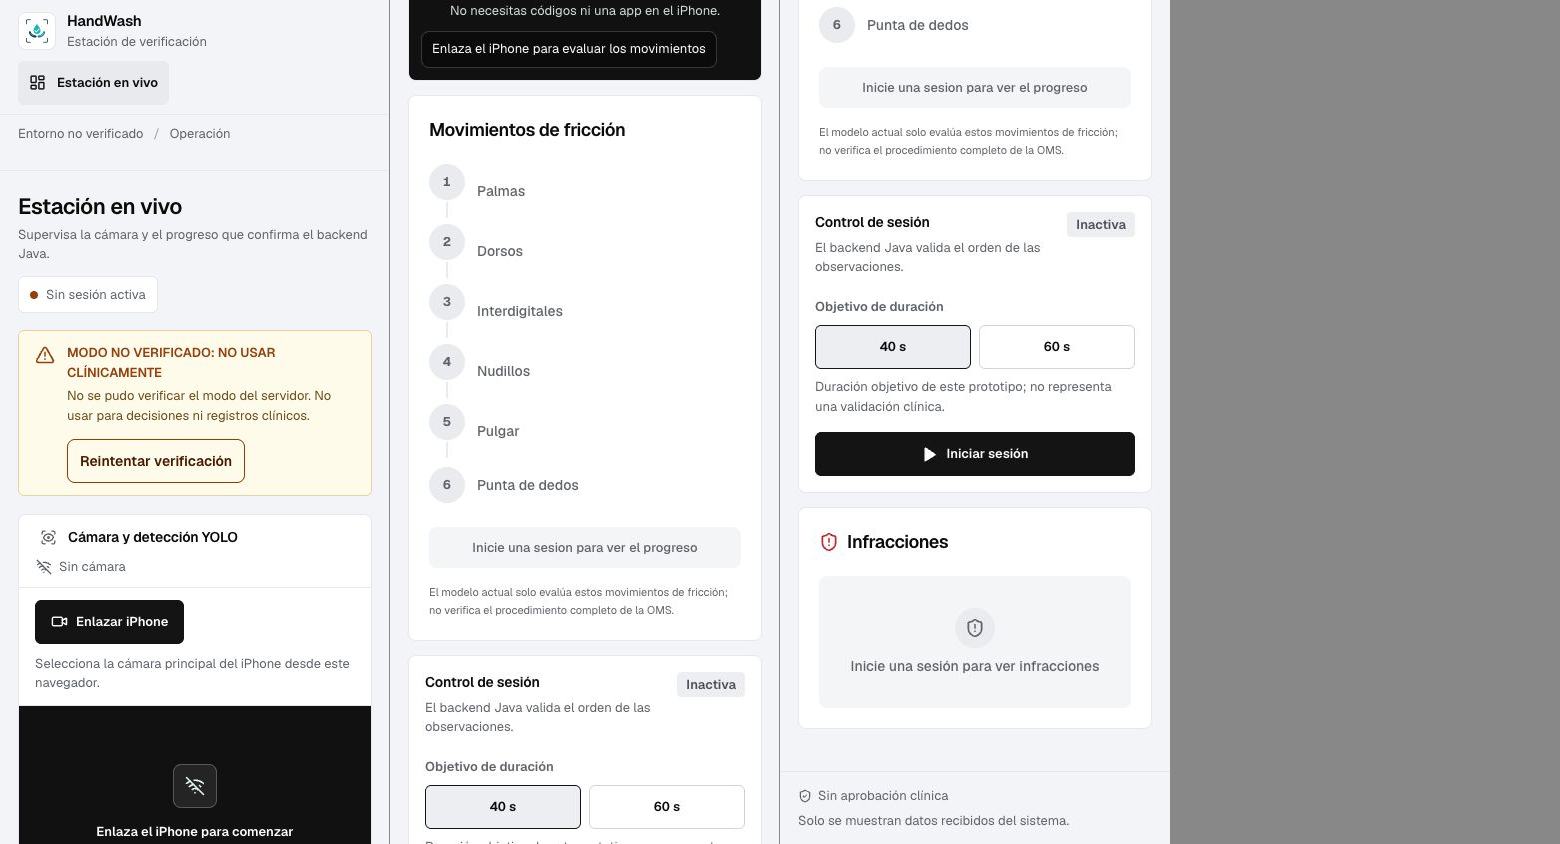 HandWash
Estación de verificación
Estación en vivo
Entorno no verificado / Operación
Estación en vivo
Supervisa la cámara y el progreso que confirma el backend
Java.
Sin sesión activa
MODO NO VERIFICADO: NO USAR
CLÍNICAMENTE
No se pudo verificar el modo del servidor. No
usar para decisiones ni registros clínicos.
Reintentar verificación
Cámara y detección YOLO
Sin cámara
Enlazar iPhone
Selecciona la cámara principal del iPhone desde este
navegador.
Enlaza el iPhone para comenzar
No necesitas códigos ni una app en el iPhone.
Enlaza el iPhone para evaluar los movimientos
Movimientos de fricción
1 Palmas
2 Dorsos
3 Interdigitales
4 Nudillos
5 Pulgar
6 Punta de dedos
Inicie una sesion para ver el progreso
El modelo actual solo evalúa estos movimientos de fricción;
no verifica el procedimiento completo de la OMS.
Control de sesión
Inactiva
El backend Java valida el orden de las
observaciones.
Objetivo de duración
40 s
60 s
6 Punta de dedos
Inicie una sesion para ver el progreso
El modelo actual solo evalúa estos movimientos de fricción;
no verifica el procedimiento completo de la OMS.
Control de sesión
Inactiva
El backend Java valida el orden de las
observaciones.
Objetivo de duración
40 s
60 s
Duración objetivo de este prototipo; no representa
una validación clínica.
Iniciar sesión
Infracciones
Inicie una sesión para ver infracciones
Sin aprobación clínica
Solo se muestran datos recibidos del sistema.